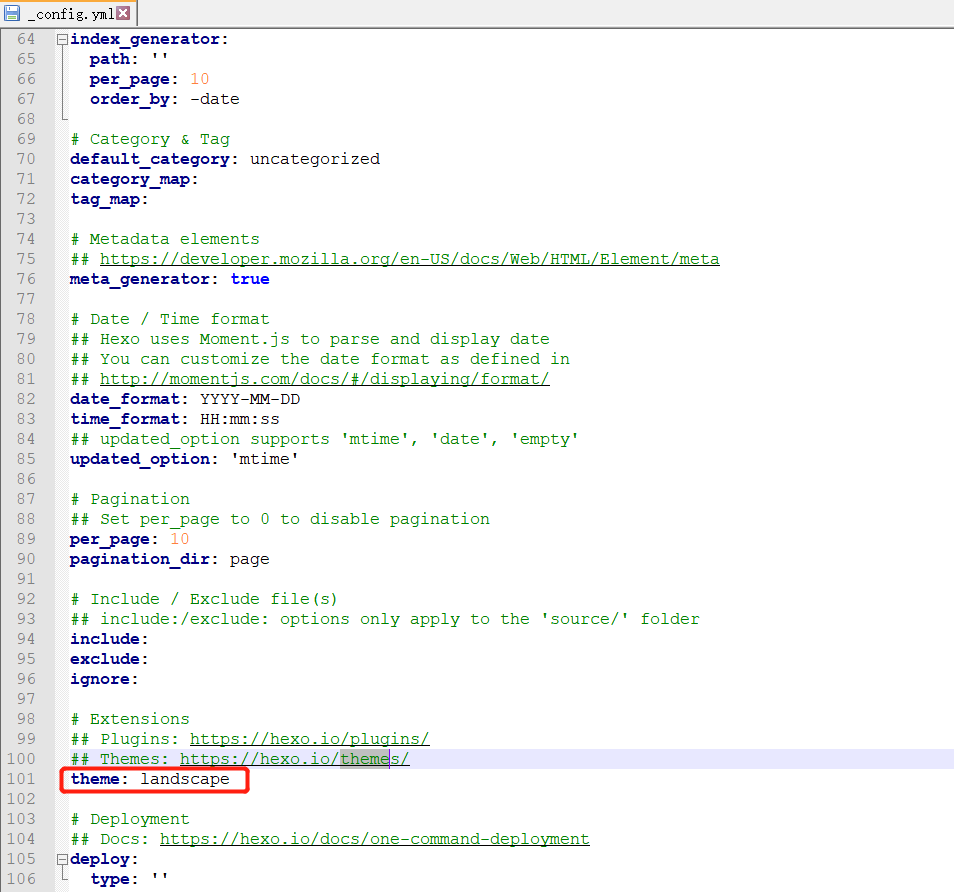 _config.yml
64 index_generator:
65 path: ''
66 per_page: 10
67 order_by: -date
68
69 # Category & Tag
70 default_category: uncategorized
71 category_map:
72 tag_map:
73
74 # Metadata elements
75 ## https://developer.mozilla.org/en-US/docs/Web/HTML/Element/meta
76 meta_generator: true
77
78 # Date / Time format
79 ## Hexo uses Moment.js to parse and display date
80 ## You can customize the date format as defined in
81 ## http://momentjs.com/docs/#/displaying/format/
82 date_format: YYYY-MM-DD
83 time_format: HH:mm:ss
84 ## updated_option supports 'mtime', 'date', 'empty'
85 updated_option: 'mtime'
86
87 # Pagination
88 ## Set per_page to 0 to disable pagination
89 per_page: 10
90 pagination_dir: page
91
92 # Include / Exclude file(s)
93 ## include:/exclude: options only apply to the 'source/' folder
94 include:
95 exclude:
96 ignore:
97
98 # Extensions
99 ## Plugins: https://hexo.io/plugins/
100 ## Themes: https://hexo.io/themes/
101 theme: landscape
102
103 # Deployment
104 ## Docs: https://hexo.io/docs/one-command-deployment
105 deploy:
106 type: ''